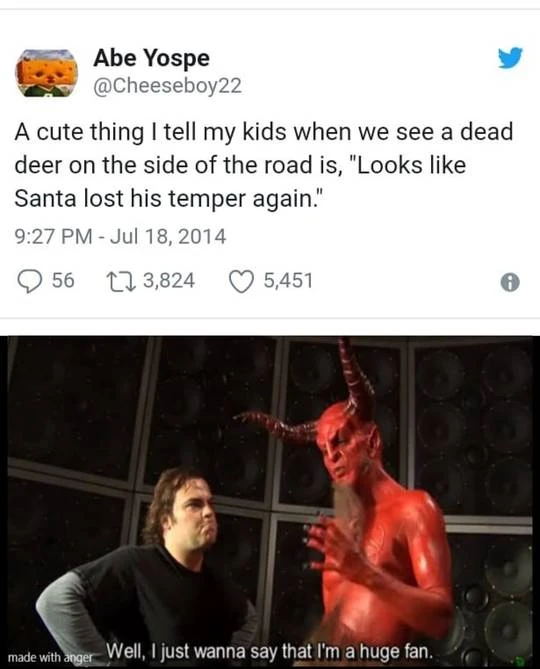 Abe Yospe
@Cheeseboy22
A cute thing I tell my kids when we see a dead
deer on the side of the road is, "Looks like
Santa lost his temper again."
9:27 PM - Jul 18, 2014
56 3,824 5,451
Well, I just wanna say that I'm a huge fan.
made with anger